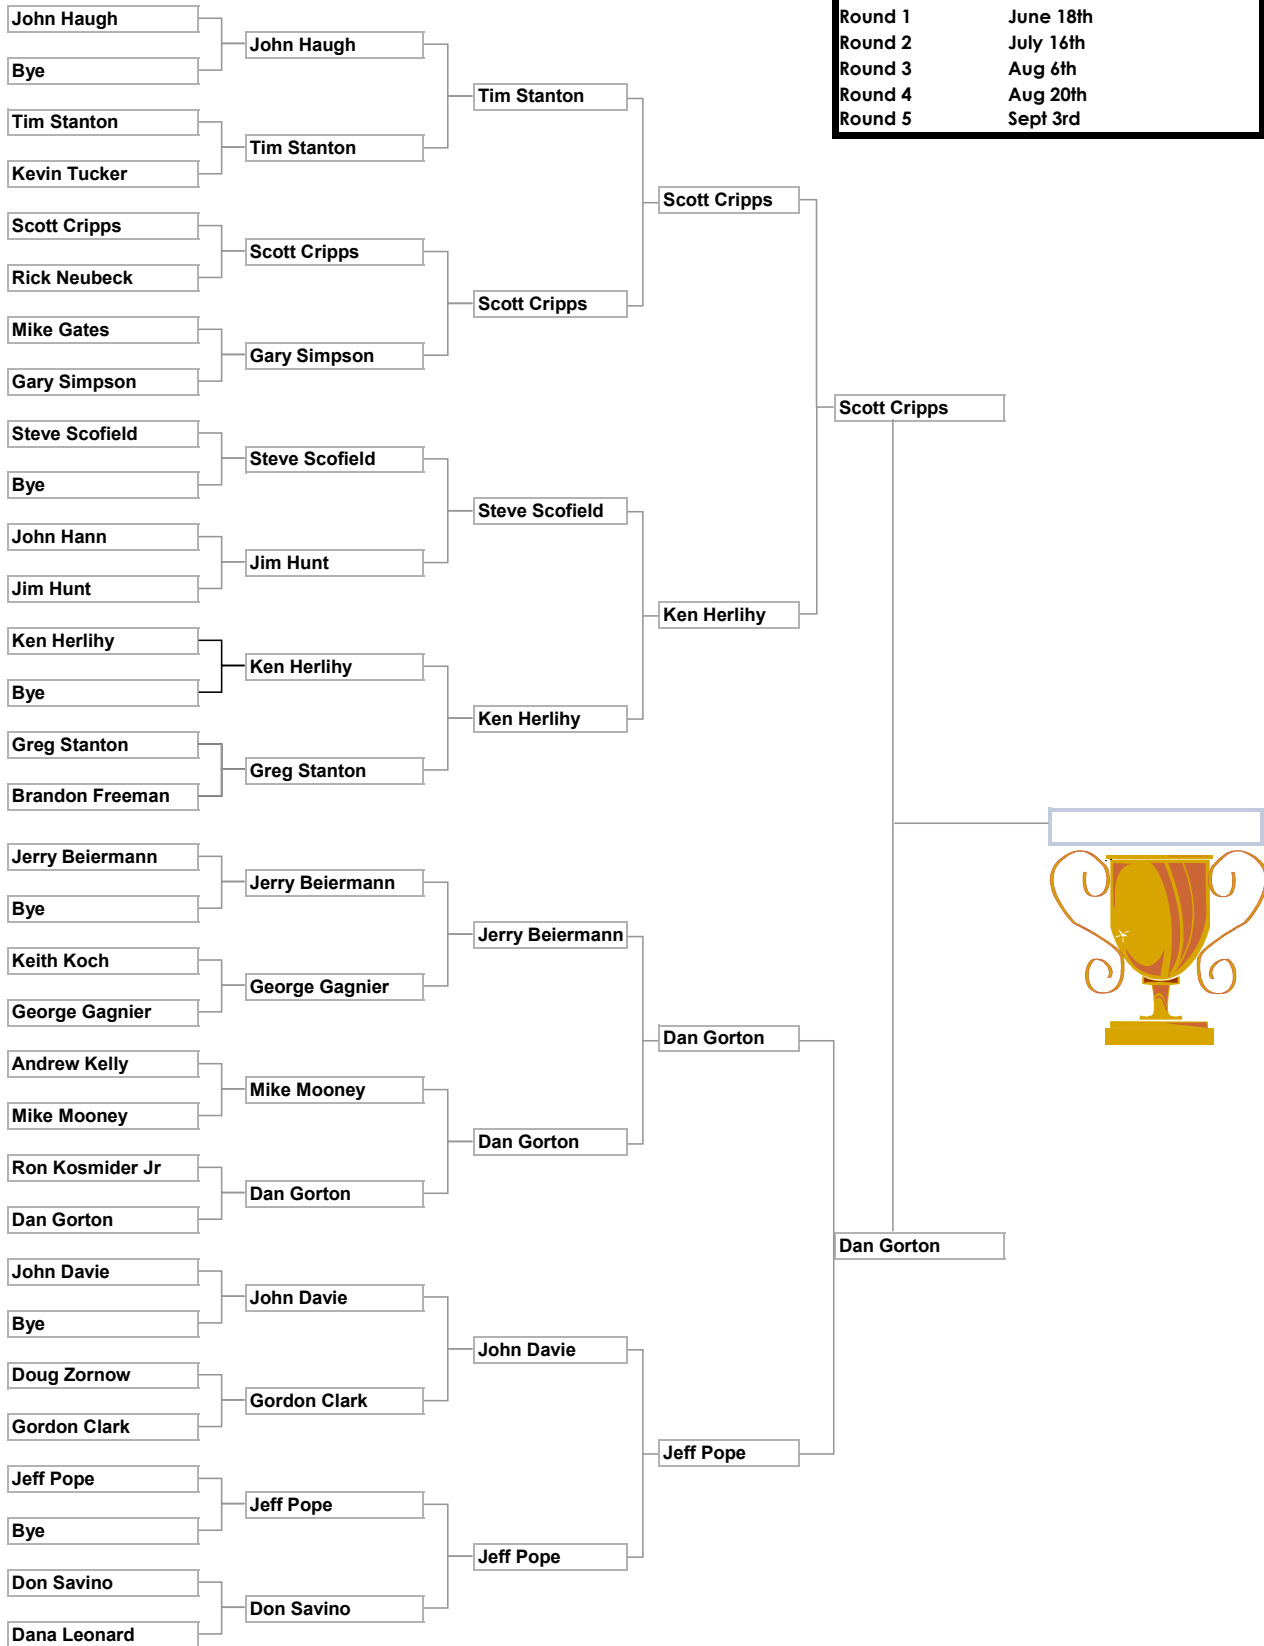 John Haugh
Bye
Tim Stanton
Kevin Tucker
Scott Cripps
Rick Neubeck
Mike Gates
Gary Simpson
Steve Scofield
Bye
John Hann
Jim Hunt
Ken Herlihy
Bye
Greg Stanton
Brandon Freeman
Jerry Beiermann
Bye
Keith Koch
George Gagnier
Andrew Kelly
Mike Mooney
Ron Kosmider Jr
Dan Gorton
John Davie
Bye
Doug Zornow
Gordon Clark
Jeff Pope
Bye
Don Savino
Dana Leonard
John Haugh
Tim Stanton
Scott Cripps
Gary Simpson
Steve Scofield
Jim Hunt
Ken Herlihy
Greg Stanton
Jerry Beiermann
George Gagnier
Mike Mooney
Dan Gorton
John Davie
Gordon Clark
Jeff Pope
Don Savino
Tim Stanton
Scott Cripps
Steve Scofield
Ken Herlihy
Jerry Beiermann
Dan Gorton
John Davie
Jeff Pope
Scott Cripps
Ken Herlihy
Dan Gorton
Jeff Pope
Scott Cripps
Dan Gorton
Round 1 June 18th
Round 2 July 16th
Round 3 Aug 6th
Round 4 Aug 20th
Round 5 Sept 3rd